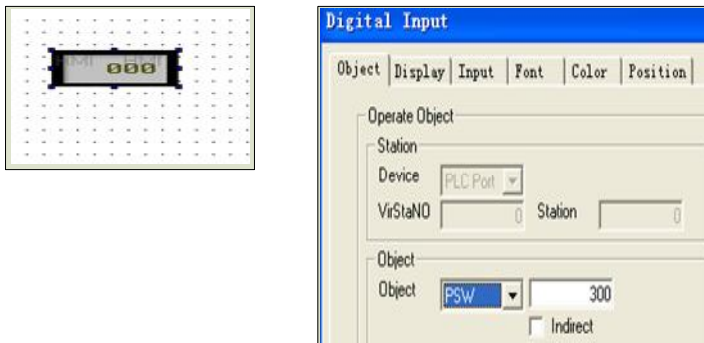 000
Digital Input
Object Display Input Font Color Position
Operate Object
Station
Device PLC Port
VirStaNO 0 Station 0
Object
Object PSW 300
Indirect